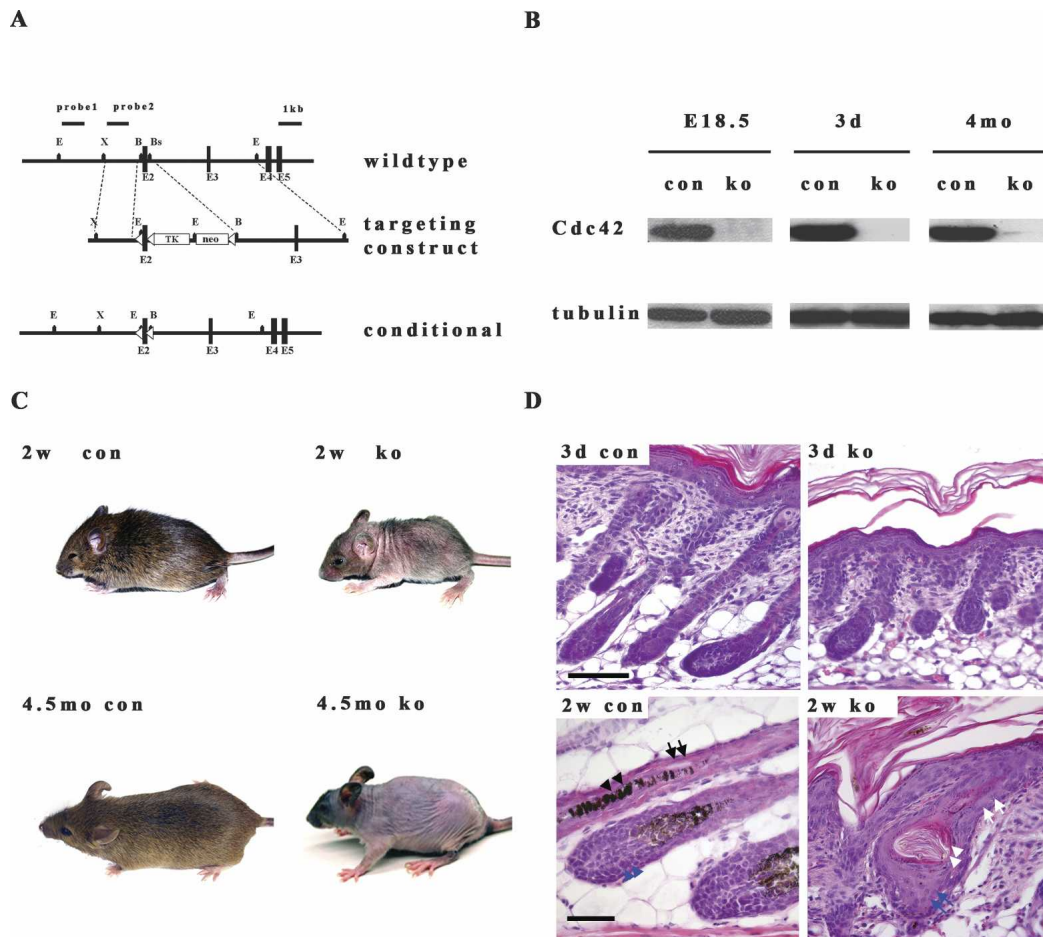 A
probe1 probe2 1kb
E X B Bs E
wildtype
E2 E3 E4 E5
X E E B E
targeting
construct
TK neo
E2 E3
E X E B E
conditional
E2 E3 E4 E5
B
E18.5 3d 4mo
con ko con ko con ko
Cdc42
tubulin
C
2w con 2w ko
4.5mo con 4.5mo ko
D
3d con 3d ko
2w con 2w ko